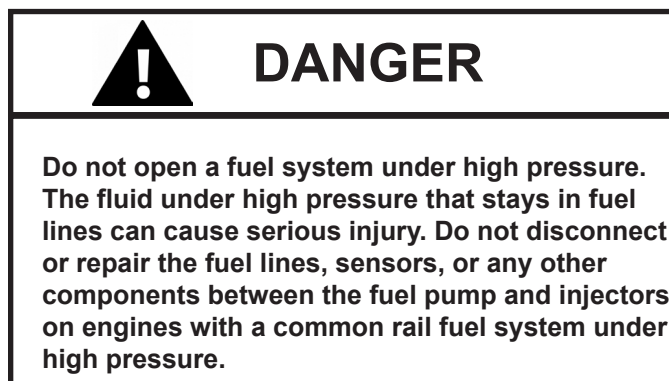 DANGER
Do not open a fuel system under high pressure.
The fluid under high pressure that stays in fuel
lines can cause serious injury. Do not disconnect
or repair the fuel lines, sensors, or any other
components between the fuel pump and injectors
on engines with a common rail fuel system under
high pressure.